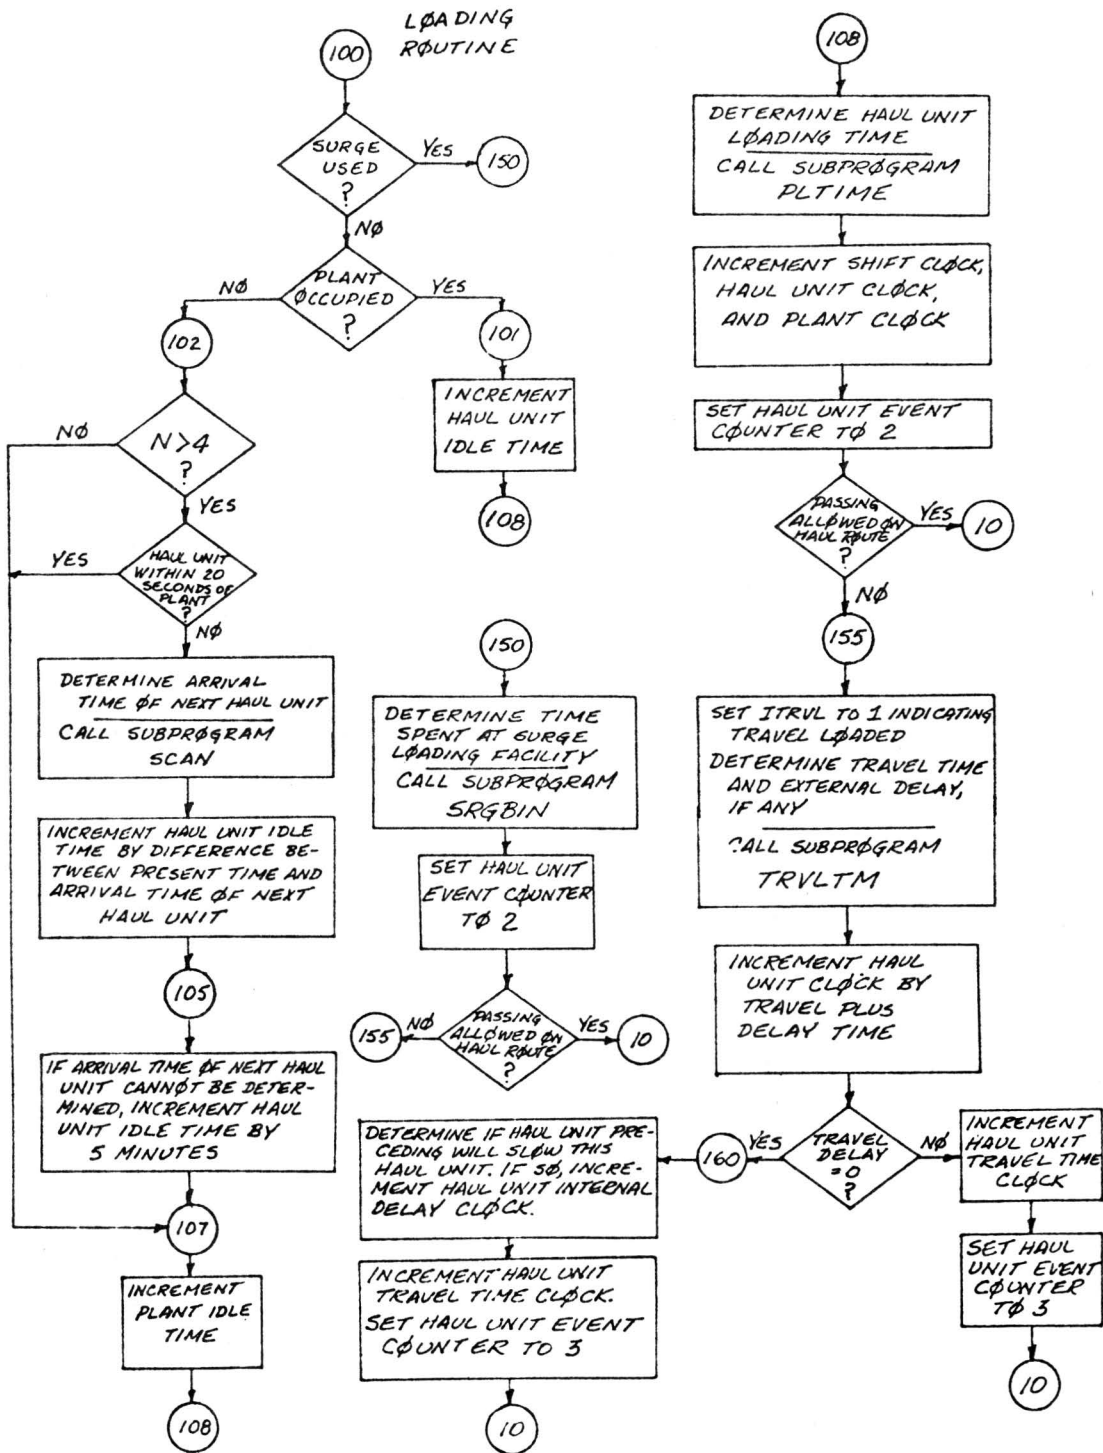 LØADING
RØUTINE
100
SURGE
USED
?
YES
150
NØ
PLANT
ØCCUPIED
?
NØ
YES
102
101
INCREMENT
HAUL UNIT
IDLE TIME
108
N>4
?
NØ
YES
HAUL UNIT
WITHIN 20
SECONDS OF
PLANT
?
YES
NØ
DETERMINE ARRIVAL
TIME ØF NEXT HAUL UNIT
CALL SUBPRØGRAM
SCAN
INCREMENT HAUL UNIT IDLE
TIME BY DIFFERENCE BE-
TWEEN PRESENT TIME AND
ARRIVAL TIME ØF NEXT
HAUL UNIT
105
IF ARRIVAL TIME ØF NEXT HAUL
UNIT CANNØT BE DETER-
MINED, INCREMENT HAUL
UNIT IDLE TIME BY
5 MINUTES
107
INCREMENT
PLANT IDLE
TIME
108
150
DETERMINE TIME
SPENT AT SURGE
LØADING FACILITY
CALL SUBPRØGRAM
SRGBIN
SET HAUL UNIT
EVENT CØUNTER
TØ 2
PASSING
ALLØWED ØN
HAUL RØUTE
?
NØ
155
YES
10
108
DETERMINE HAUL UNIT
LØADING TIME
CALL SUBPRØGRAM
PLTIME
INCREMENT SHIFT CLØCK,
HAUL UNIT CLØCK,
AND PLANT CLØCK
SET HAUL UNIT EVENT
CØUNTER TØ 2
PASSING
ALLØWED ØN
HAUL RØUTE
?
YES
10
NØ
155
SET ITRVL TO 1 INDICATING
TRAVEL LOADED
DETERMINE TRAVEL TIME
AND EXTERNAL DELAY,
IF ANY
CALL SUBPRØGRAM
TRVLTM
INCREMENT HAUL
UNIT CLØCK BY
TRAVEL PLUS
DELAY TIME
TRAVEL
DELAY
=0
?
YES
160
NØ
INCREMENT
HAUL UNIT
TRAVEL TIME
CLØCK
SET HAUL
UNIT EVENT
CØUNTER
TØ 3
10
DETERMINE IF HAUL UNIT PRE-
CEDING WILL SLOW THIS
HAUL UNIT. IF SØ, INCRE-
MENT HAUL UNIT INTERNAL
DELAY CLØCK.
INCREMENT HAUL UNIT
TRAVEL TIME CLØCK.
SET HAUL UNIT EVENT
CØUNTER TO 3
10